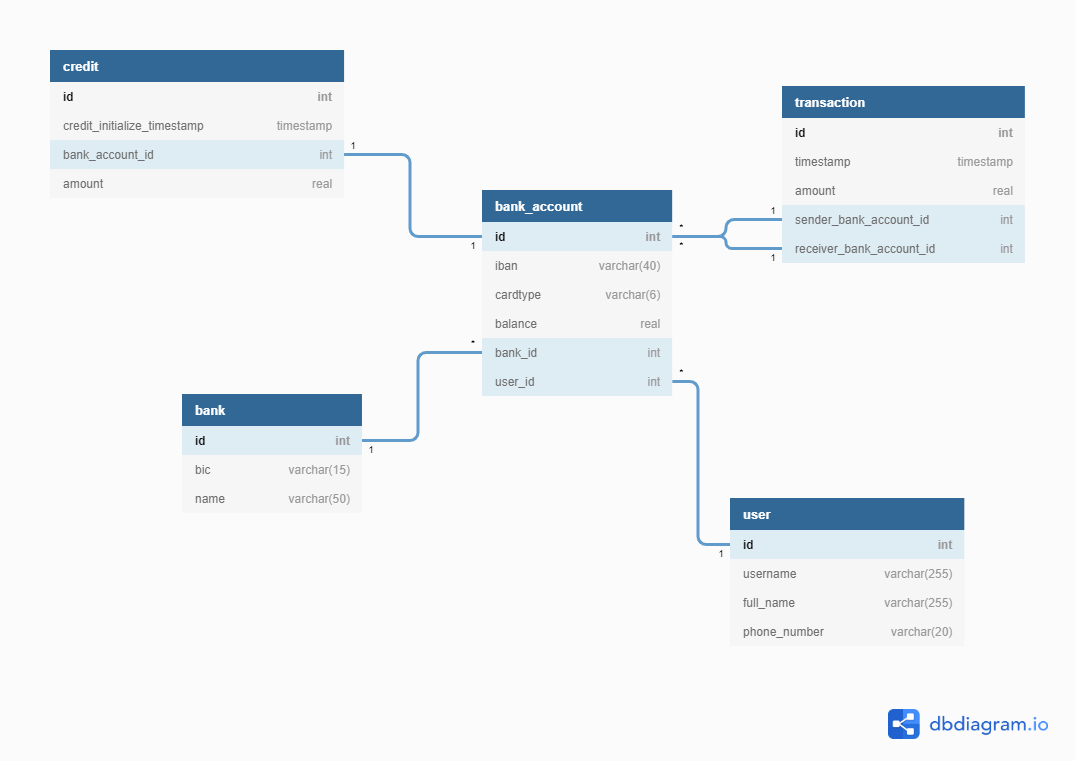 credit
id int
credit_initialize_timestamp timestamp
bank_account_id int
amount real
1
1
transaction
id int
timestamp timestamp
amount real
sender_bank_account_id int
receiver_bank_account_id int
1
1
bank_account
id int
iban varchar(40)
cardtype varchar(6)
balance real
bank_id int
user_id int
*
*
*
*
bank
id int
bic varchar(15)
name varchar(50)
1
user
id int
username varchar(255)
full_name varchar(255)
phone_number varchar(20)
1
dbdiagram.io